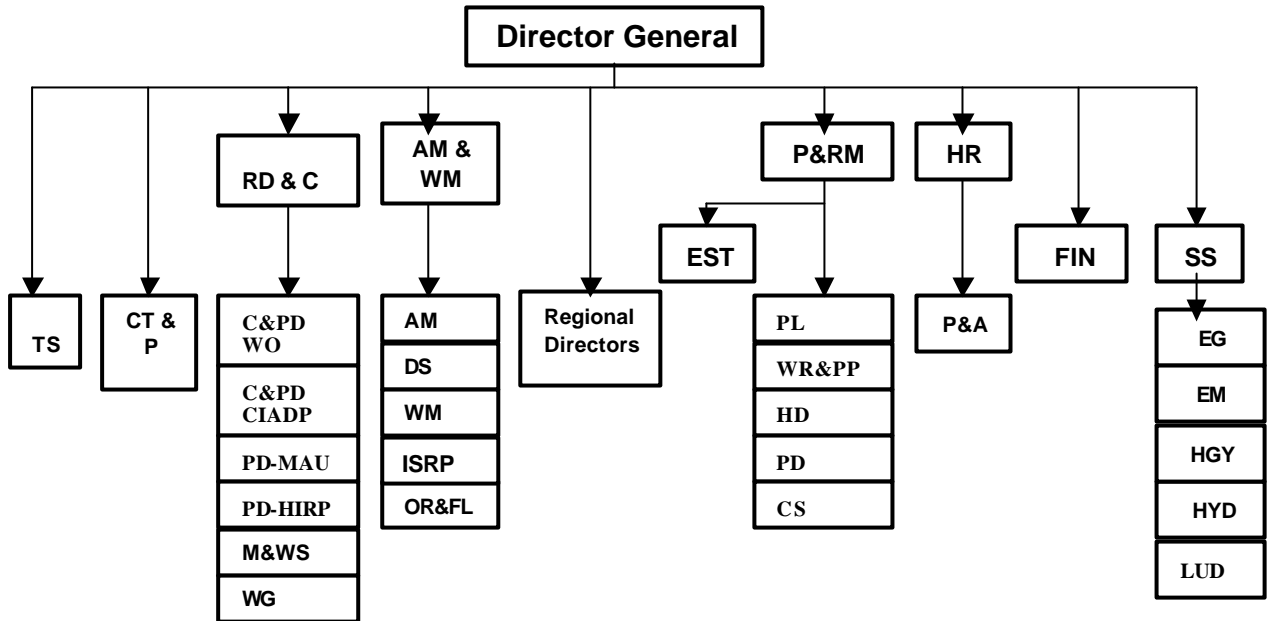 Director General
RD & C
AM &
WM
P&RM
HR
EST
FIN
SS
TS
CT &
P
C&PD
WO
C&PD
CIADP
PD-MAU
PD-HIRP
M&WS
WG
AM
DS
WM
ISRP
OR&FL
Regional
Directors
PL
WR&PP
HD
PD
CS
P&A
EG
EM
HGY
HYD
LUD